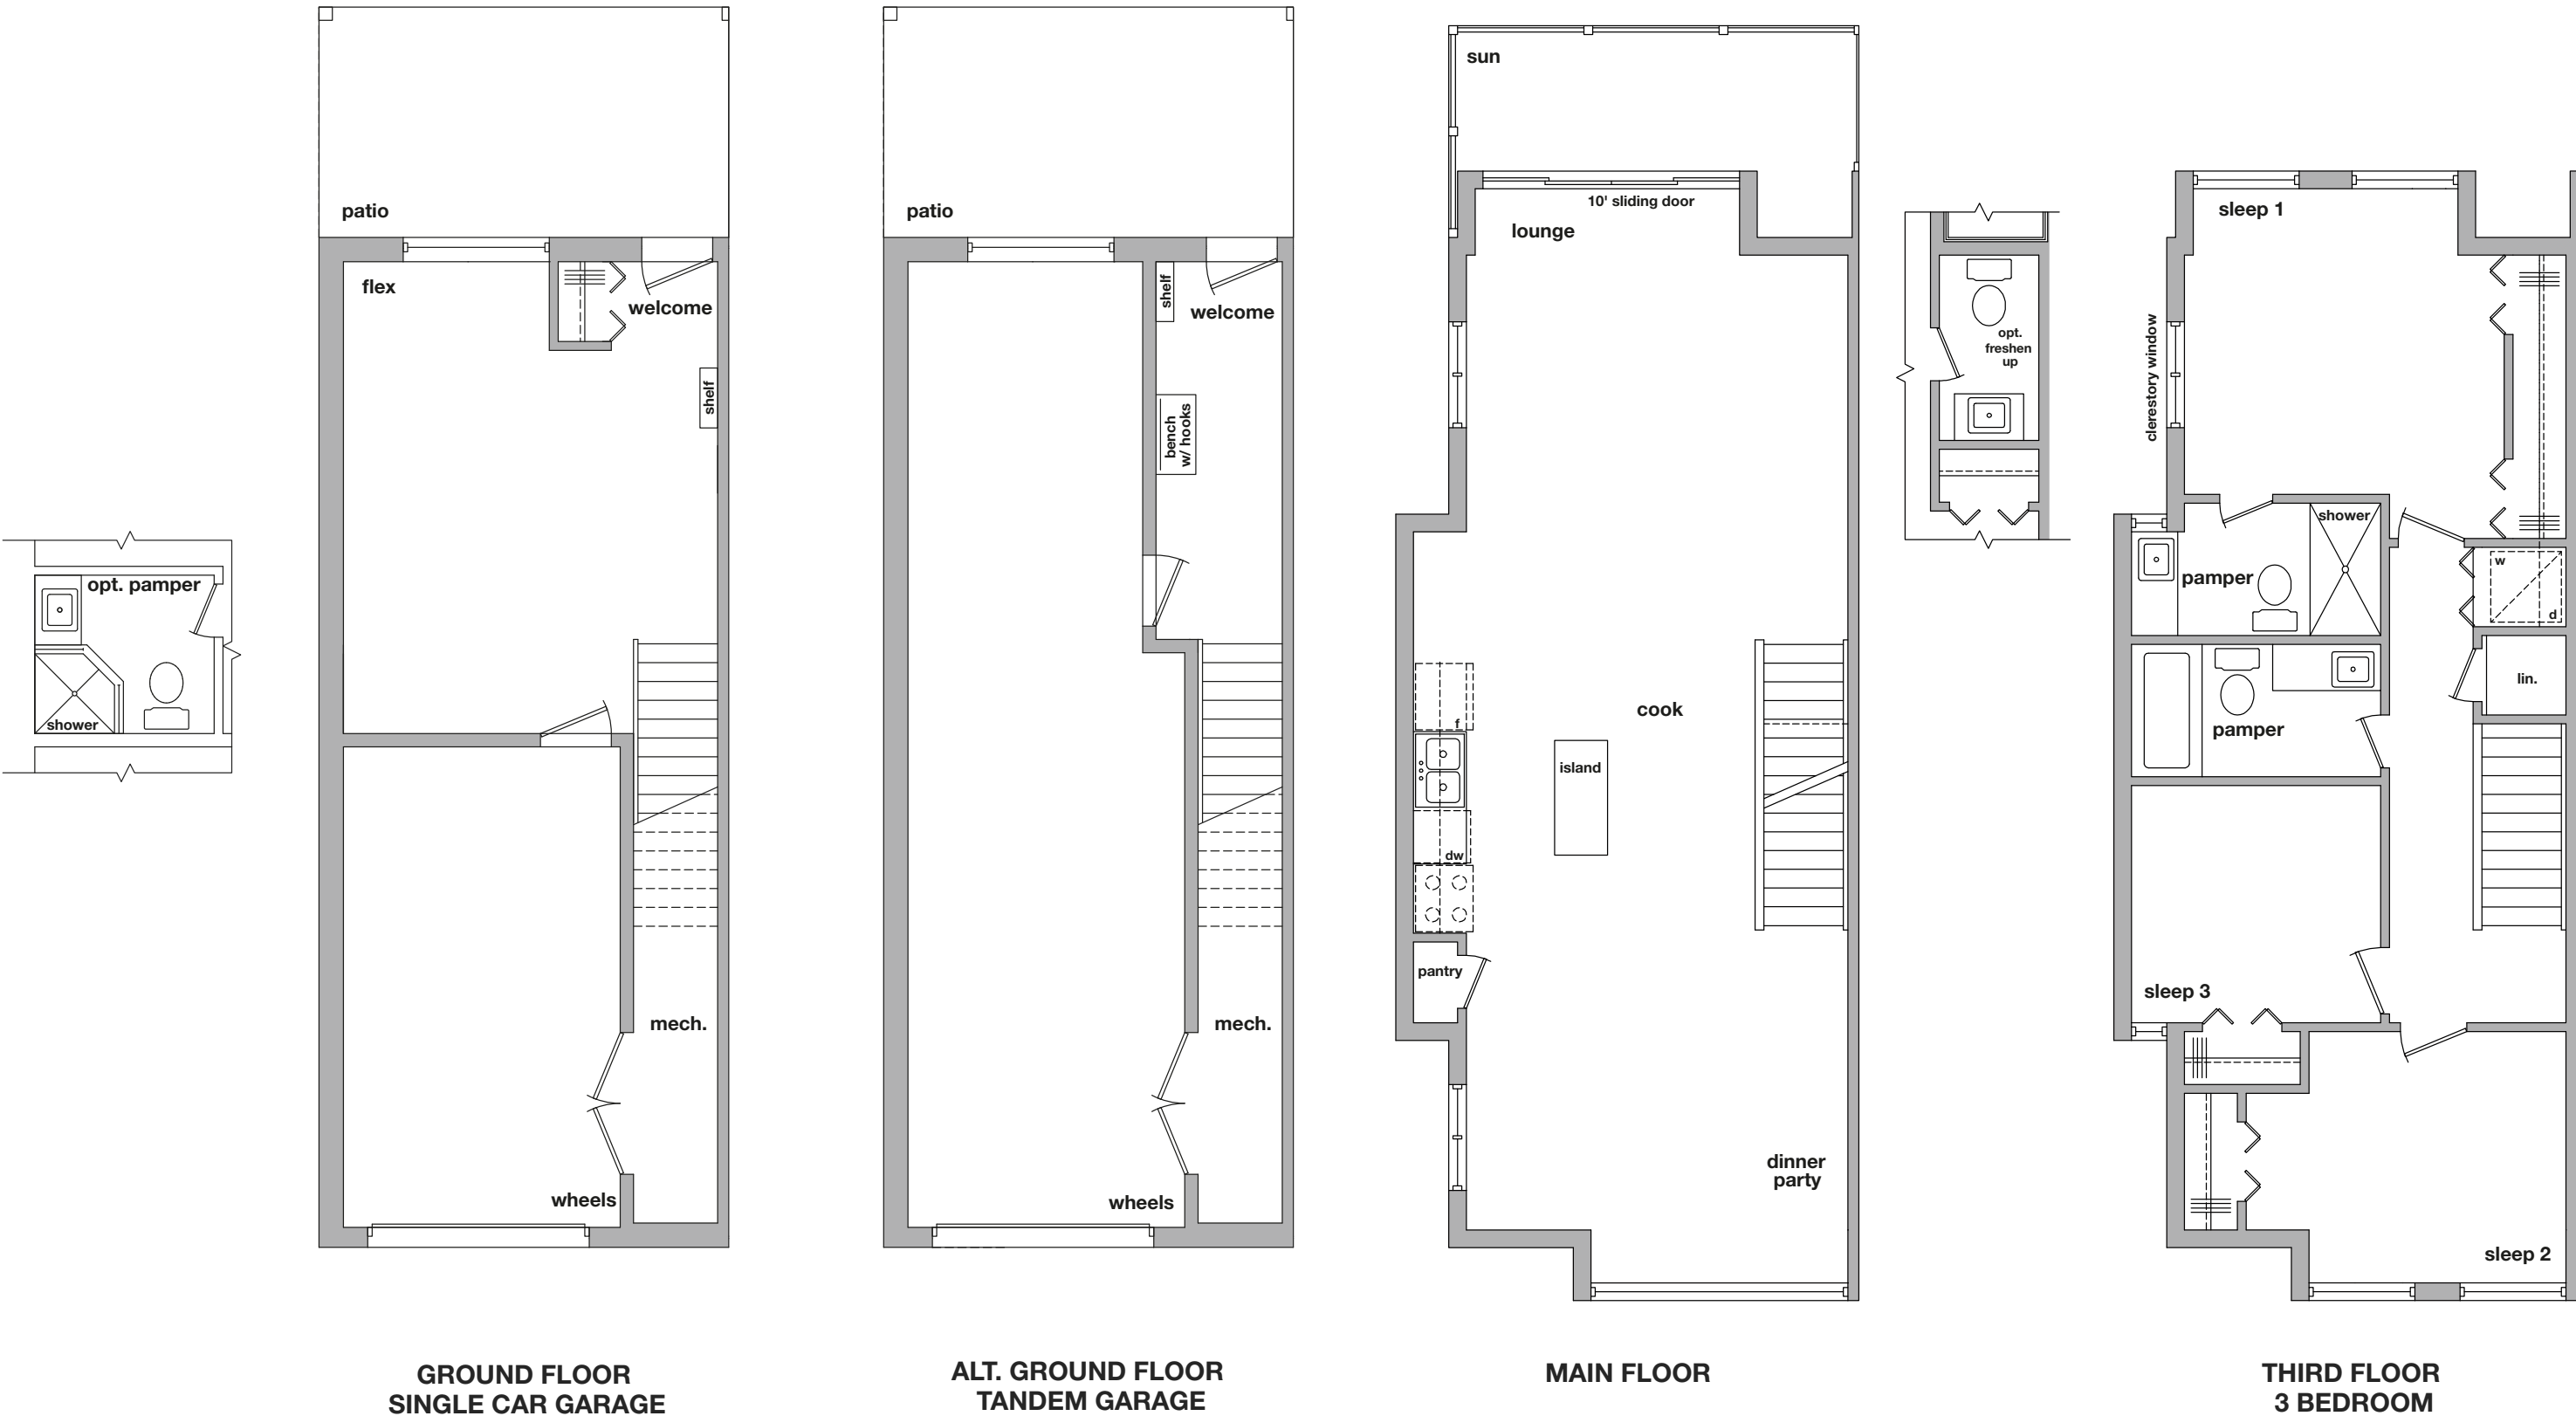 opt. pamper
shower
patio
flex
welcome
shelf
mech.
wheels
GROUND FLOOR
SINGLE CAR GARAGE
patio
shelf
welcome
bench
w/ hooks
mech.
wheels
ALT. GROUND FLOOR
TANDEM GARAGE
sun
10' sliding door
lounge
cook
f
island
dw
pantry
dinner
party
MAIN FLOOR
opt.
freshen
up
sleep 1
clerestory window
shower
pamper
w
d
lin.
pamper
sleep 3
sleep 2
THIRD FLOOR
3 BEDROOM